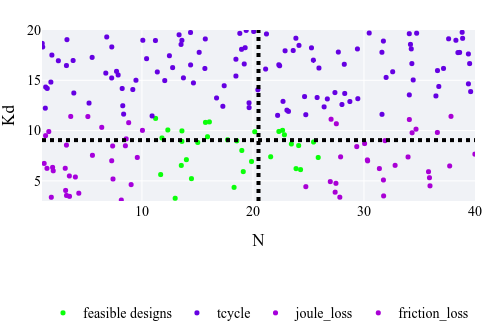 20
15
10
5
Kd
10
20
30
40
N
feasible designs
tcycle
joule_loss
friction_loss